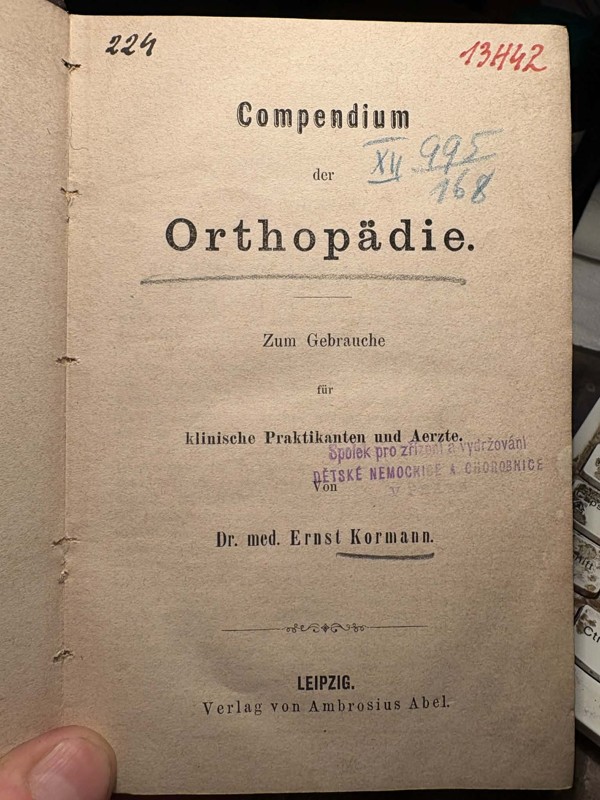 224
13H42
Compendium
XII 995
168
der
Orthopädie.
Zum Gebrauche
für
klinische Praktikanten und Aerzte.
Spolek pro zřízení a vydržování
DĚTSKÉ NEMOCNICE A CHOROBNICE
V
Von
Dr. med. Ernst Kormann.
LEIPZIG.
Verlag von Ambrosius Abel.